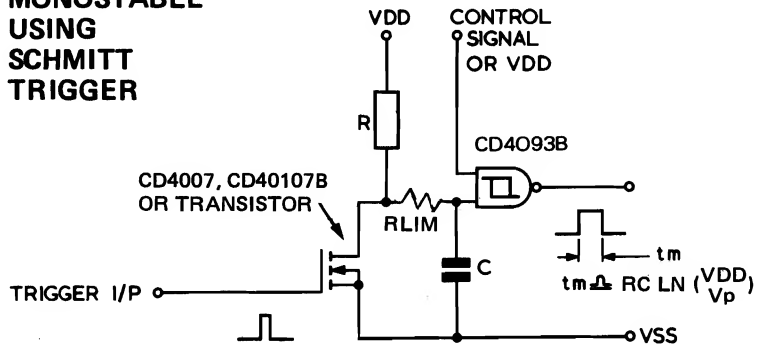 MONOSTABLE
USING
SCHMITT
TRIGGER
VDD
CONTROL
SIGNAL
OR VDD
R
CD4093B
CD4007, CD40107B
OR TRANSISTOR
RLIM
C
tm
tm ≏ RC LN (VDD
Vp)
TRIGGER I/P
VSS